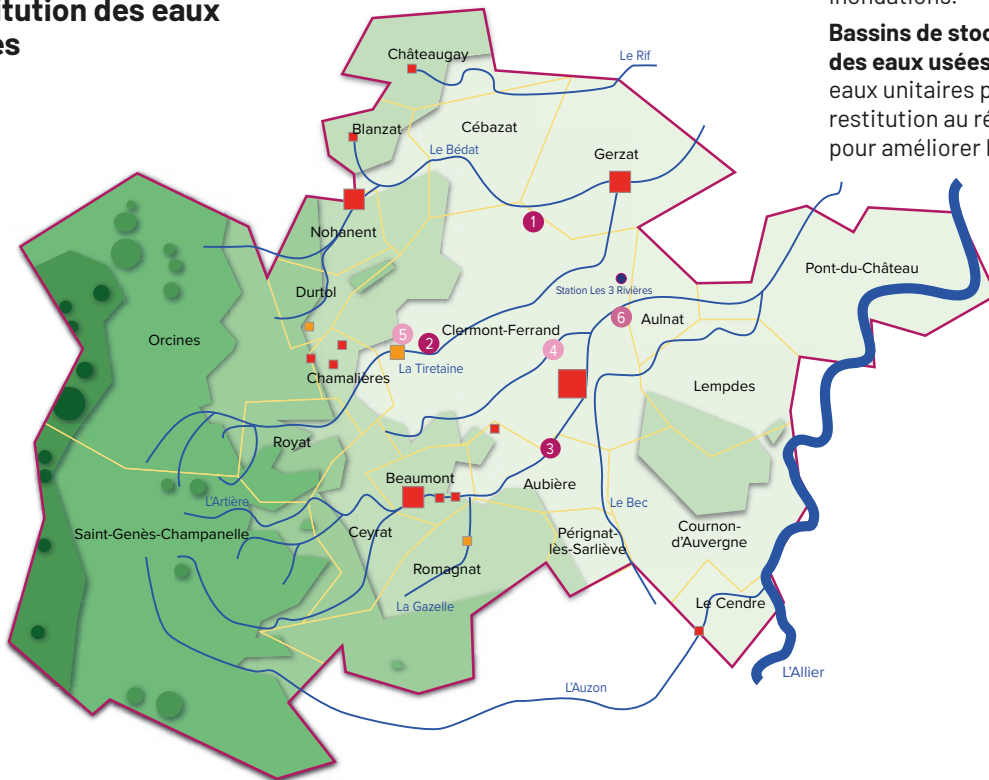 itution des eaux
es
inondations.
Bassins de stoc
des eaux usées
eaux unitaires p
restitution au ré
pour améliorer l
Châteaugay
Le Rif
Blanzat
Cébazat
Le Bédat
Gerzat
1
Nohanent
Pont-du-Château
Durtol
Station Les 3 Rivières
Orcines
5
2
Clermont-Ferrand
6
Aulnat
4
La Tiretaine
Chamalières
Lempdes
Royat
3
Beaumont
Aubière
L'Artière
Le Bec
Saint-Genès-Champanelle
Ceyrat
Pérignat-
lès-Sarliève
Cournon-
d'Auvergne
Romagnat
La Gazelle
Le Cendre
L'Allier
L'Auzon